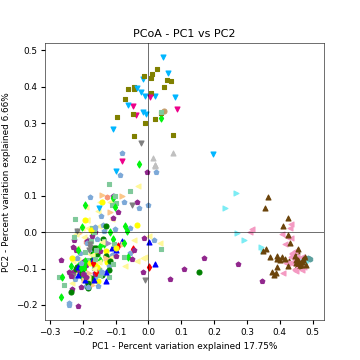 PCoA - PC1 vs PC2
PC2 - Percent variation explained 6.66%
0.5
0.4
0.3
0.2
0.1
0.0
−0.1
−0.2
−0.3 −0.2 −0.1 0.0 0.1 0.2 0.3 0.4 0.5
PC1 - Percent variation explained 17.75%